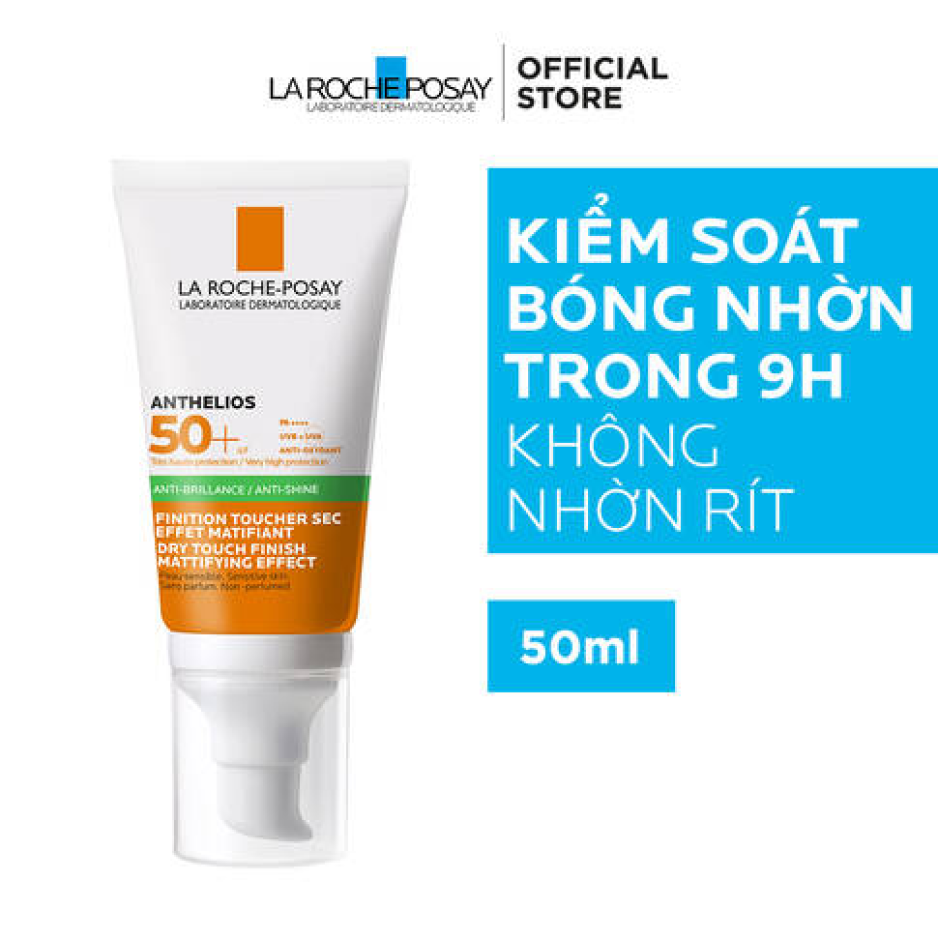 LA ROCHE POSAY
LABORATOIRE DERMATOLOGIQUE
OFFICIAL
STORE
LA ROCHE-POSAY
LABORATOIRE DERMATOLOGIQUE
ANTHELIOS
50+
PA ++++
UVB + UVA
ANTI-OXYDANT
Très haute protection / Very high protection
ANTI-BRILLANCE / ANTI-SHINE
FINITION TOUCHER SEC
EFFET MATIFIANT
DRY TOUCH FINISH
MATTIFYING EFFECT
Peau sensible. Sensitive skin
Sans parfum. Non-perfumed
KIỂM SOÁT
BÓNG NHỜN
TRONG 9H
KHÔNG
NHỜN RÍT
50ml